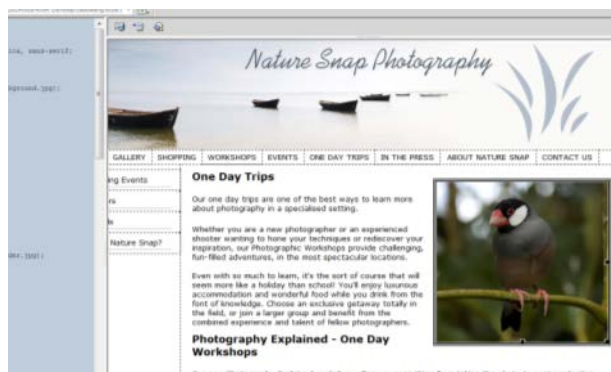 ground.jpg);
Nature Snap Photography
GALLERY SHOPPING WORKSHOPS EVENTS ONE DAY TRIPS IN THE PRESS ABOUT NATURE SNAP CONTACT US
ng Events
Nature Snap?
One Day Trips
Our one day trips are one of the best ways to learn more
about photography in a specialised setting.
Whether you are a new photographer or an experienced
shooter wanting to hone your techniques or rediscover your
inspiration, our Photographic Workshops provide challenging,
fun-filled adventures, in the most spectacular locations.
Even with so much to learn, it's the sort of course that will
seem more like a holiday than school! You'll enjoy luxurious
accommodation and wonderful food while you drink from the
font of knowledge. Choose an exclusive getaway totally in
the field, or join a larger group and benefit from the
combined experience and talent of fellow photographers.
Photography Explained - One Day
Workshops